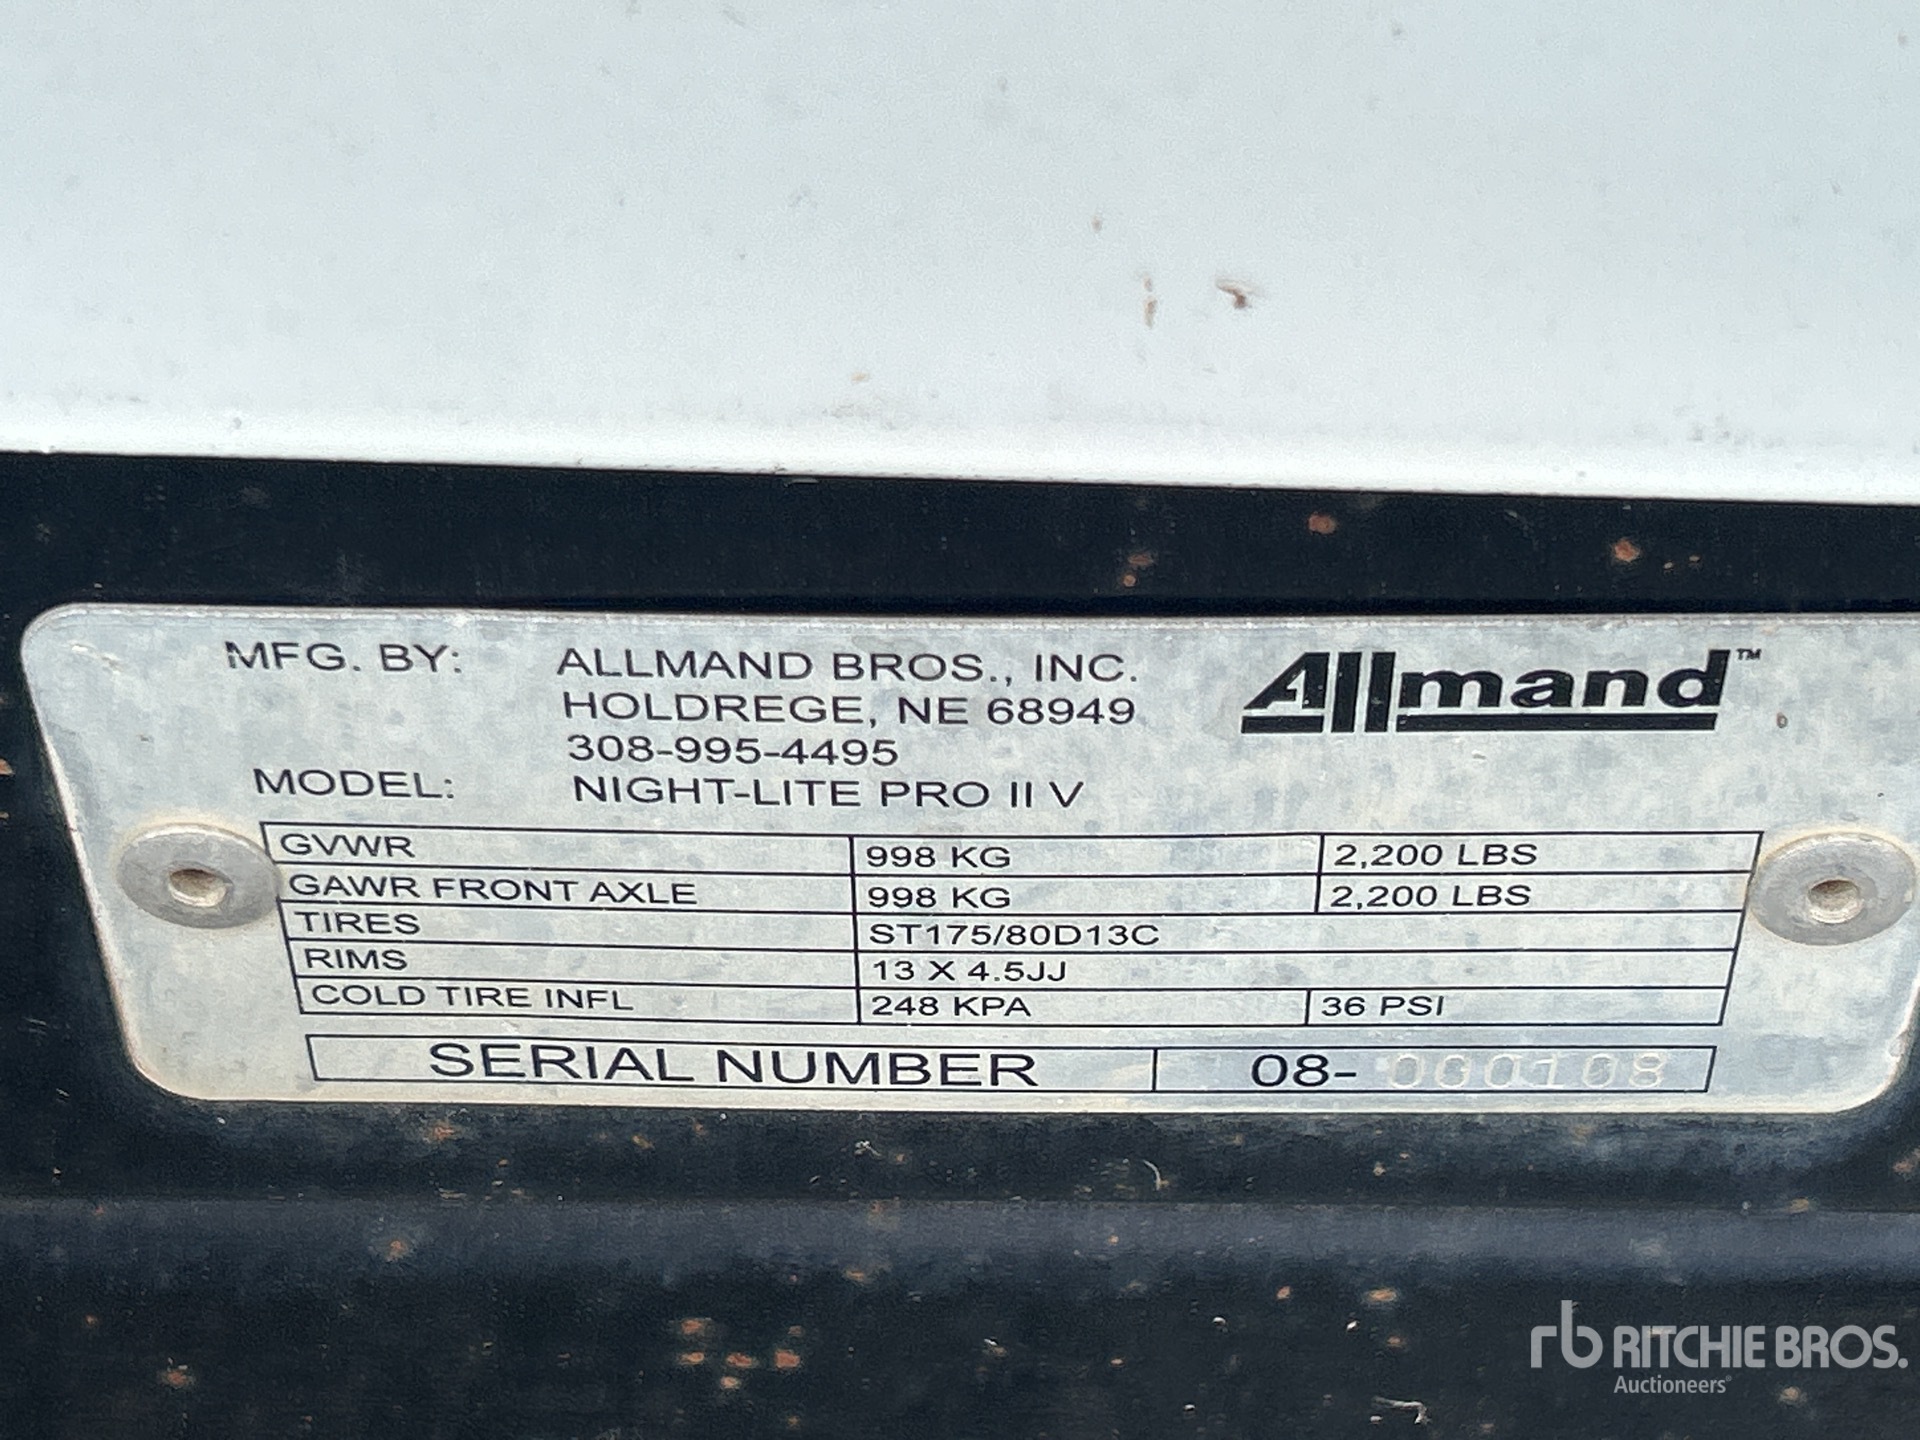 MFG. BY: ALLMAND BROS., INC.
HOLDREGE, NE 68949
308-995-4495
Allmand™
MODEL: NIGHT-LITE PRO II V
GVWR 998 KG 2,200 LBS
GAWR FRONT AXLE 998 KG 2,200 LBS
TIRES ST175/80D13C
RIMS 13 X 4.5JJ
COLD TIRE INFL 248 KPA 36 PSI
SERIAL NUMBER 08-000108
rb RITCHIE BROS.
Auctioneers